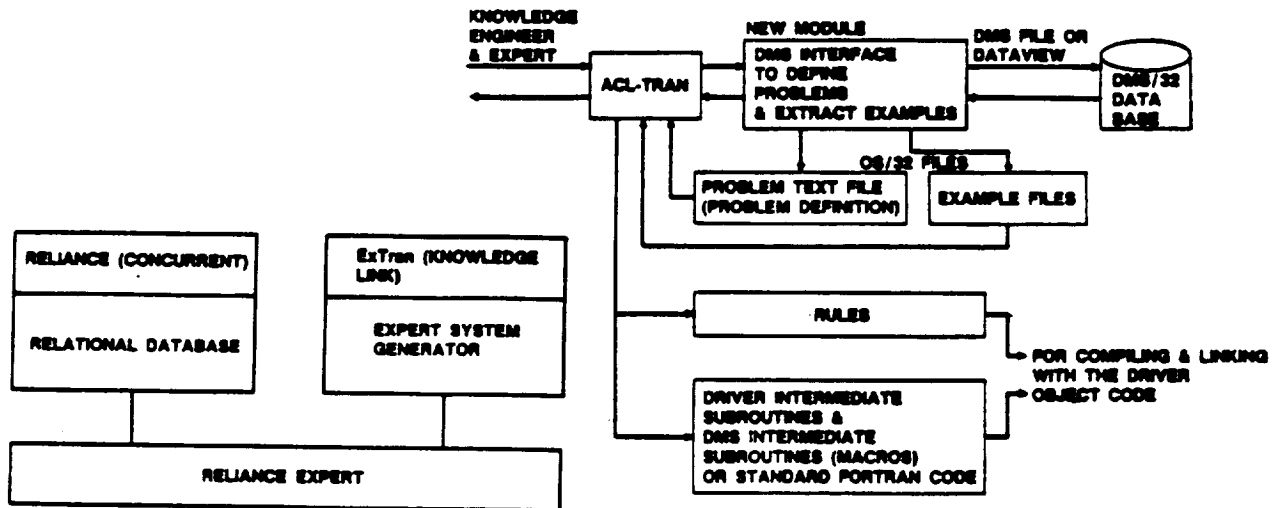 KNOWLEDGE
ENGINEER
& EXPERT
ACL-TRAN
NEW MODULE
DMS INTERFACE
TO DEFINE
PROBLEMS
& EXTRACT EXAMPLES
DMS FILE OR
DATAVIEW
DMS/32
DATA
BASE
OS/32 FILES
PROBLEM TEXT FILE
(PROBLEM DEFINITION)
EXAMPLE FILES
RELIANCE (CONCURRENT)
RELATIONAL DATABASE
ExTran (KNOWLEDGE
LINK)
EXPERT SYSTEM
GENERATOR
RELIANCE EXPERT
RULES
DRIVER INTERMEDIATE
SUBROUTINES &
DMS INTERMEDIATE
SUBROUTINES (MACROS)
OR STANDARD FORTRAN CODE
FOR COMPILING & LINKING
WITH THE DRIVER
OBJECT CODE